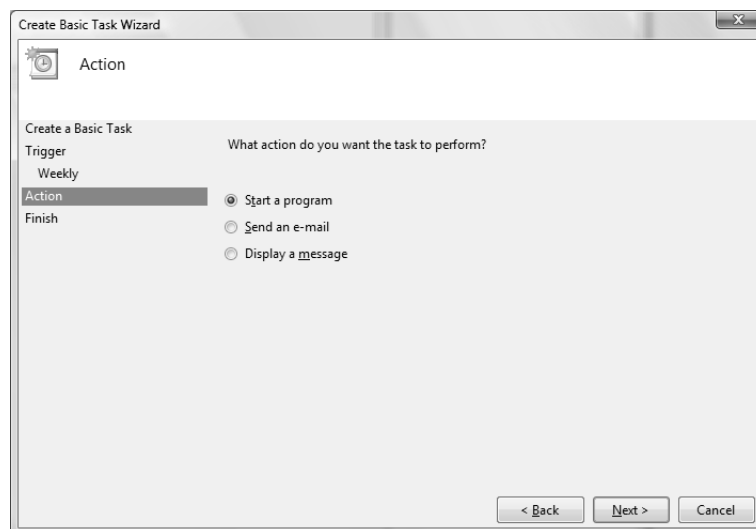 Create Basic Task Wizard
Action
Create a Basic Task
Trigger
Weekly
Action
Finish
What action do you want the task to perform?
Start a program
Send an e-mail
Display a message
< Back
Next >
Cancel